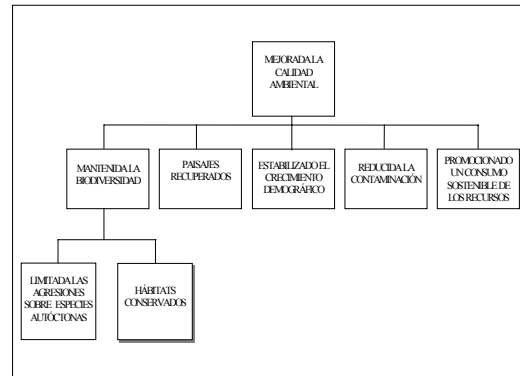 MEJORADA LA
CALIDAD
AMBIENTAL
MANTENIDA LA
BIODIVERSIDAD
PAISAJES
RECUPERADOS
ESTABILIZADO EL
CRECIMIENTO
DEMOGRÁFICO
REDUCIDA LA
CONTAMINACIÓN
PROMOCIONADO
UN CONSUMO
SOSTENIBLE DE
LOS RECURSOS
LIMITADA LAS
AGRESIONES
SOBRE ESPECIES
AUTÓCTONAS
HÁBITATS
CONSERVADOS